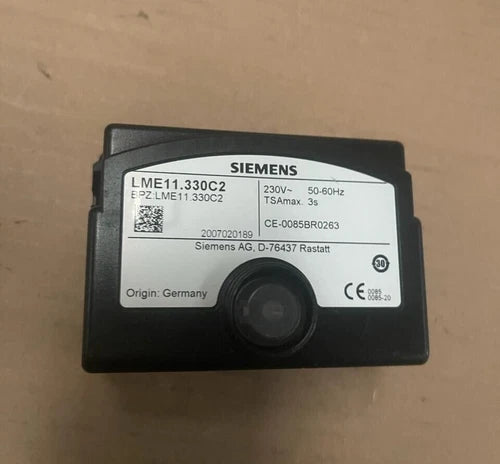 SIEMENS
LME11.330C2
BPZ:LME11.330C2
2007020189
230V~ 50-60Hz
TSAmax. 3s
CE-0085BR0263
Siemens AG, D-76437 Rastatt
30
Origin: Germany
CE 0085
0085-20